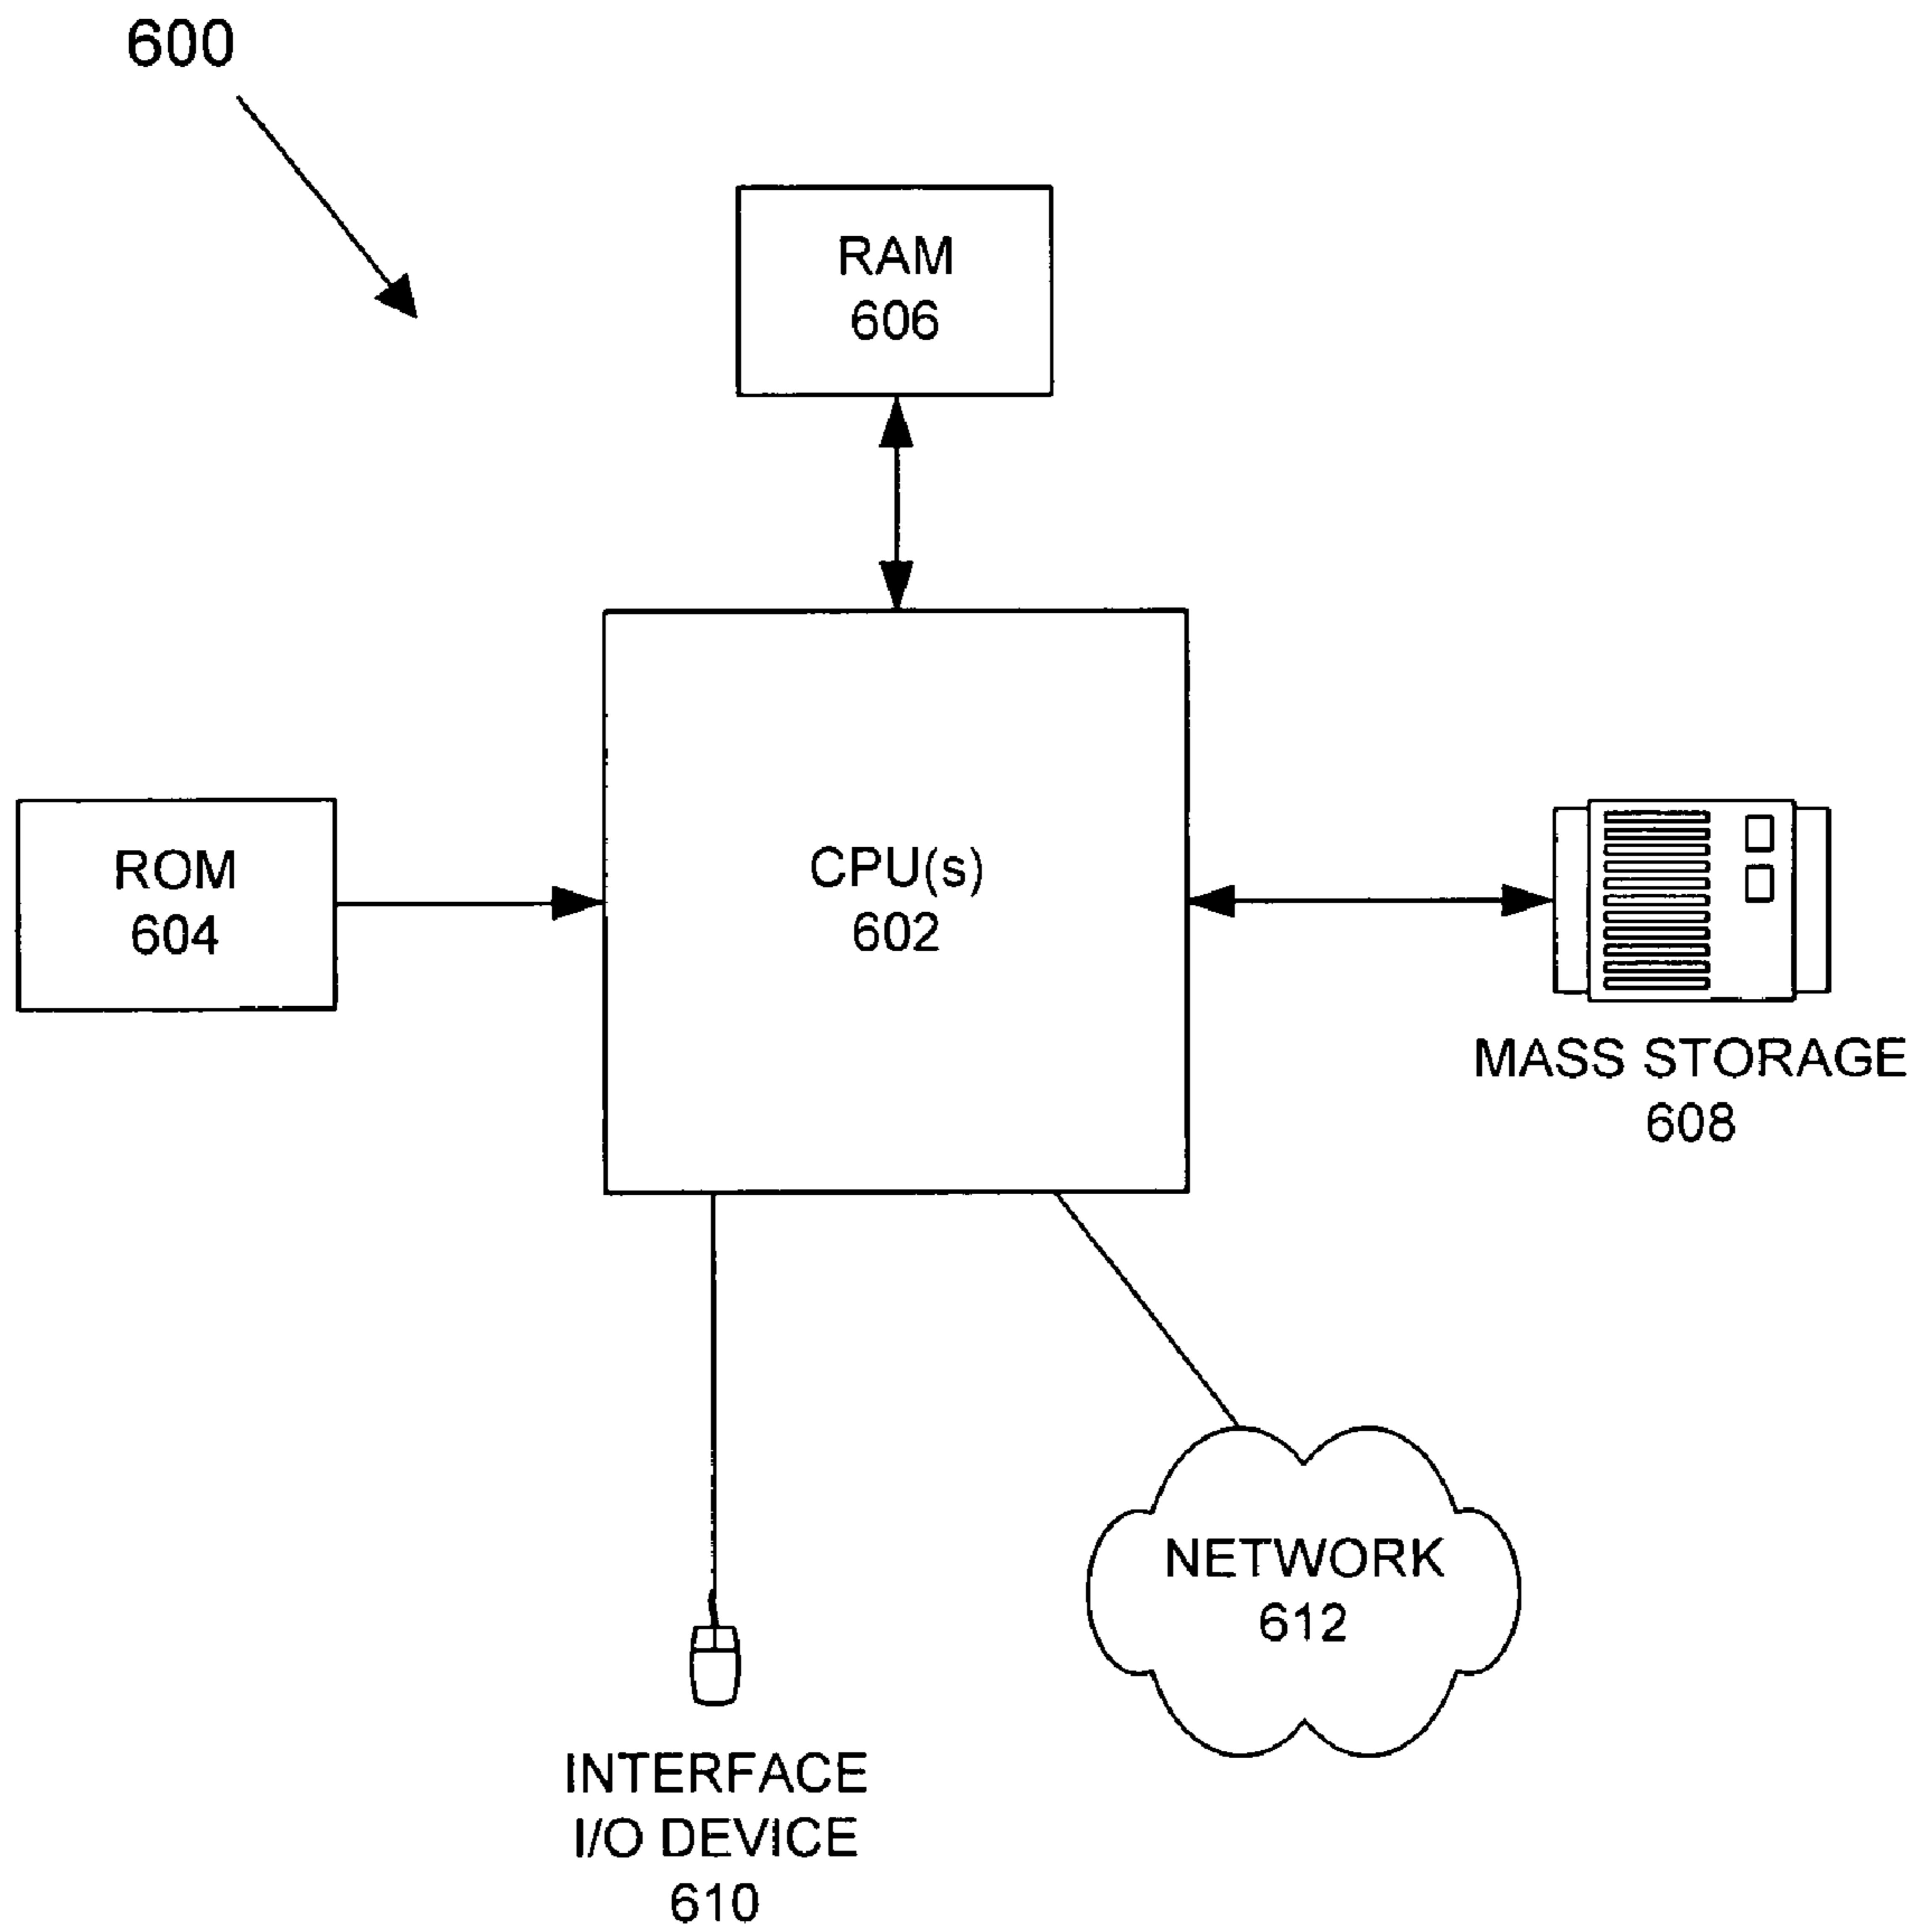 600
RAM
606
ROM
604
CPU(s)
602
MASS STORAGE
608
NETWORK
612
INTERFACE
I/O DEVICE
610